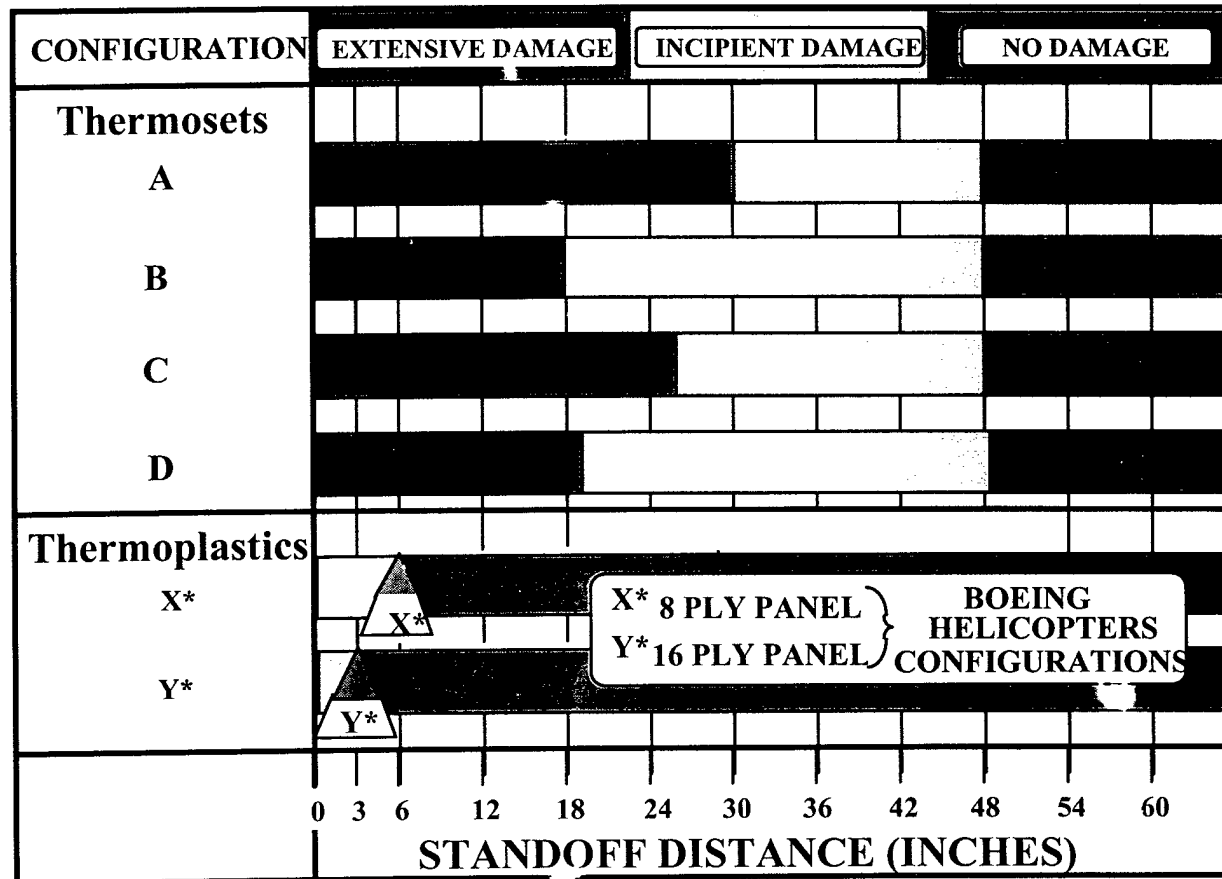 CONFIGURATION EXTENSIVE DAMAGE INCIPIENT DAMAGE NO DAMAGE
Thermosets
A
B
C
D
Thermoplastics
X*
X*
Y*
Y*
X* 8 PLY PANEL
Y* 16 PLY PANEL
BOEING
HELICOPTERS
CONFIGURATIONS
0 3 6 12 18 24 30 36 42 48 54 60
STANDOFF DISTANCE (INCHES)